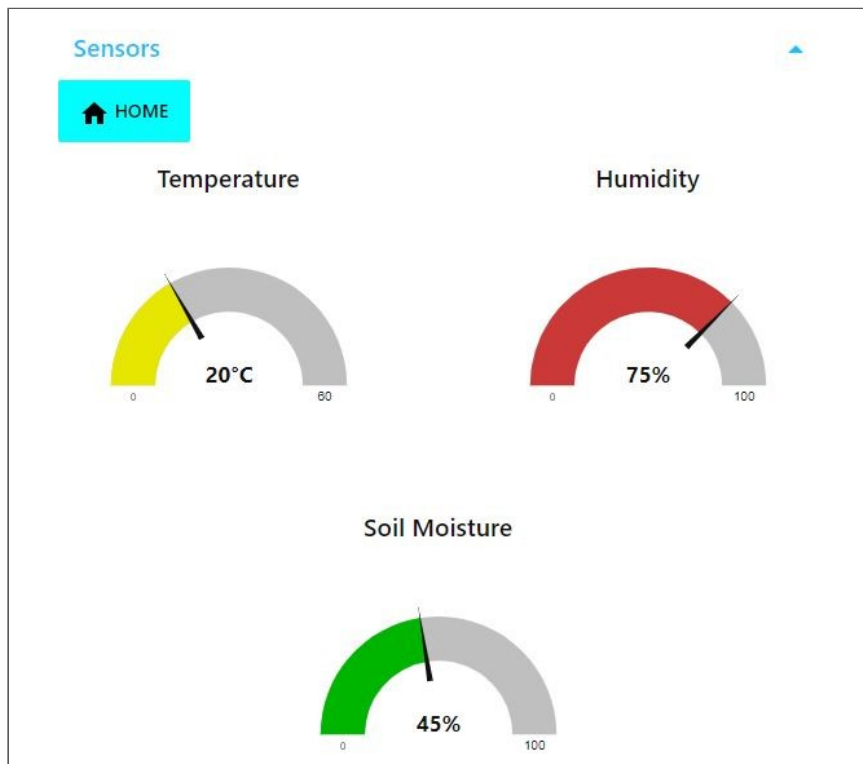 Sensors
HOME
Temperature
Humidity
20°C
0
60
75%
0
100
Soil Moisture
45%
0
100